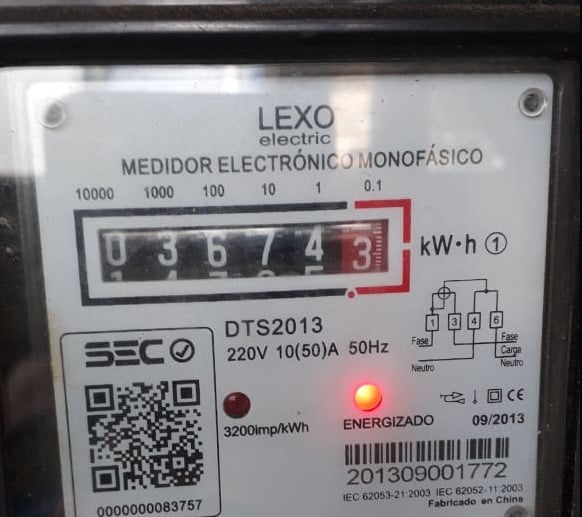 LEXO
electric
MEDIDOR ELECTRÓNICO MONOFÁSICO
10000 1000 100 10 1 0.1
0 3 6 7 4 3
kW·h ①
DTS2013
220V 10(50)A 50Hz
SEC
1 3 4 6
Fase Fase
Carga
Neutro Neutro
3200imp/kWh
ENERGIZADO
CE
09/2013
201309001772
IEC 62053-21:2003 IEC 62052-11:2003
Fabricado en China
0000000083757